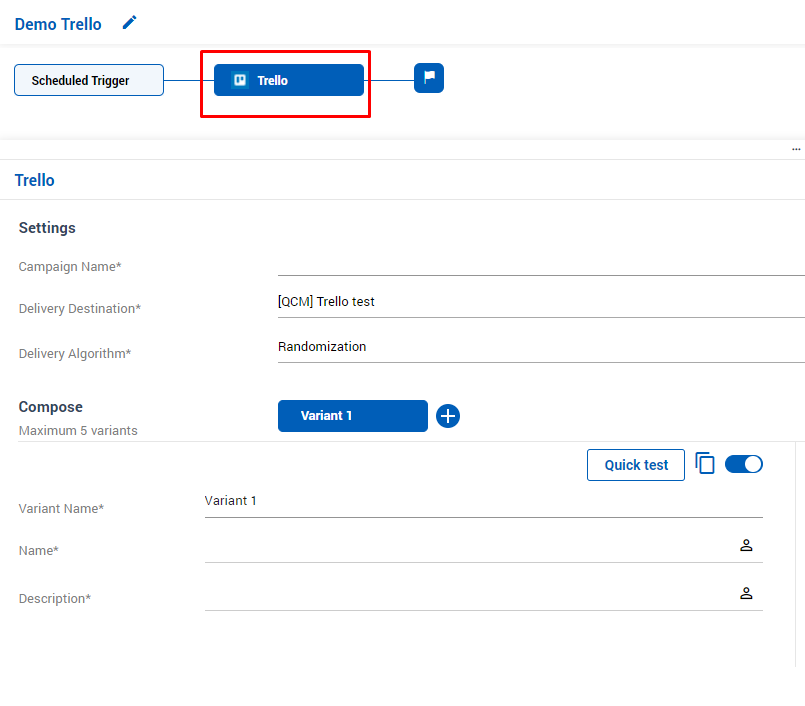 Demo Trello
Scheduled Trigger
Trello
...
Trello
Settings
Campaign Name*
Delivery Destination*
[QCM] Trello test
Delivery Algorithm*
Randomization
Compose
Maximum 5 variants
Variant 1
Quick test
Variant Name*
Variant 1
Name*
Description*